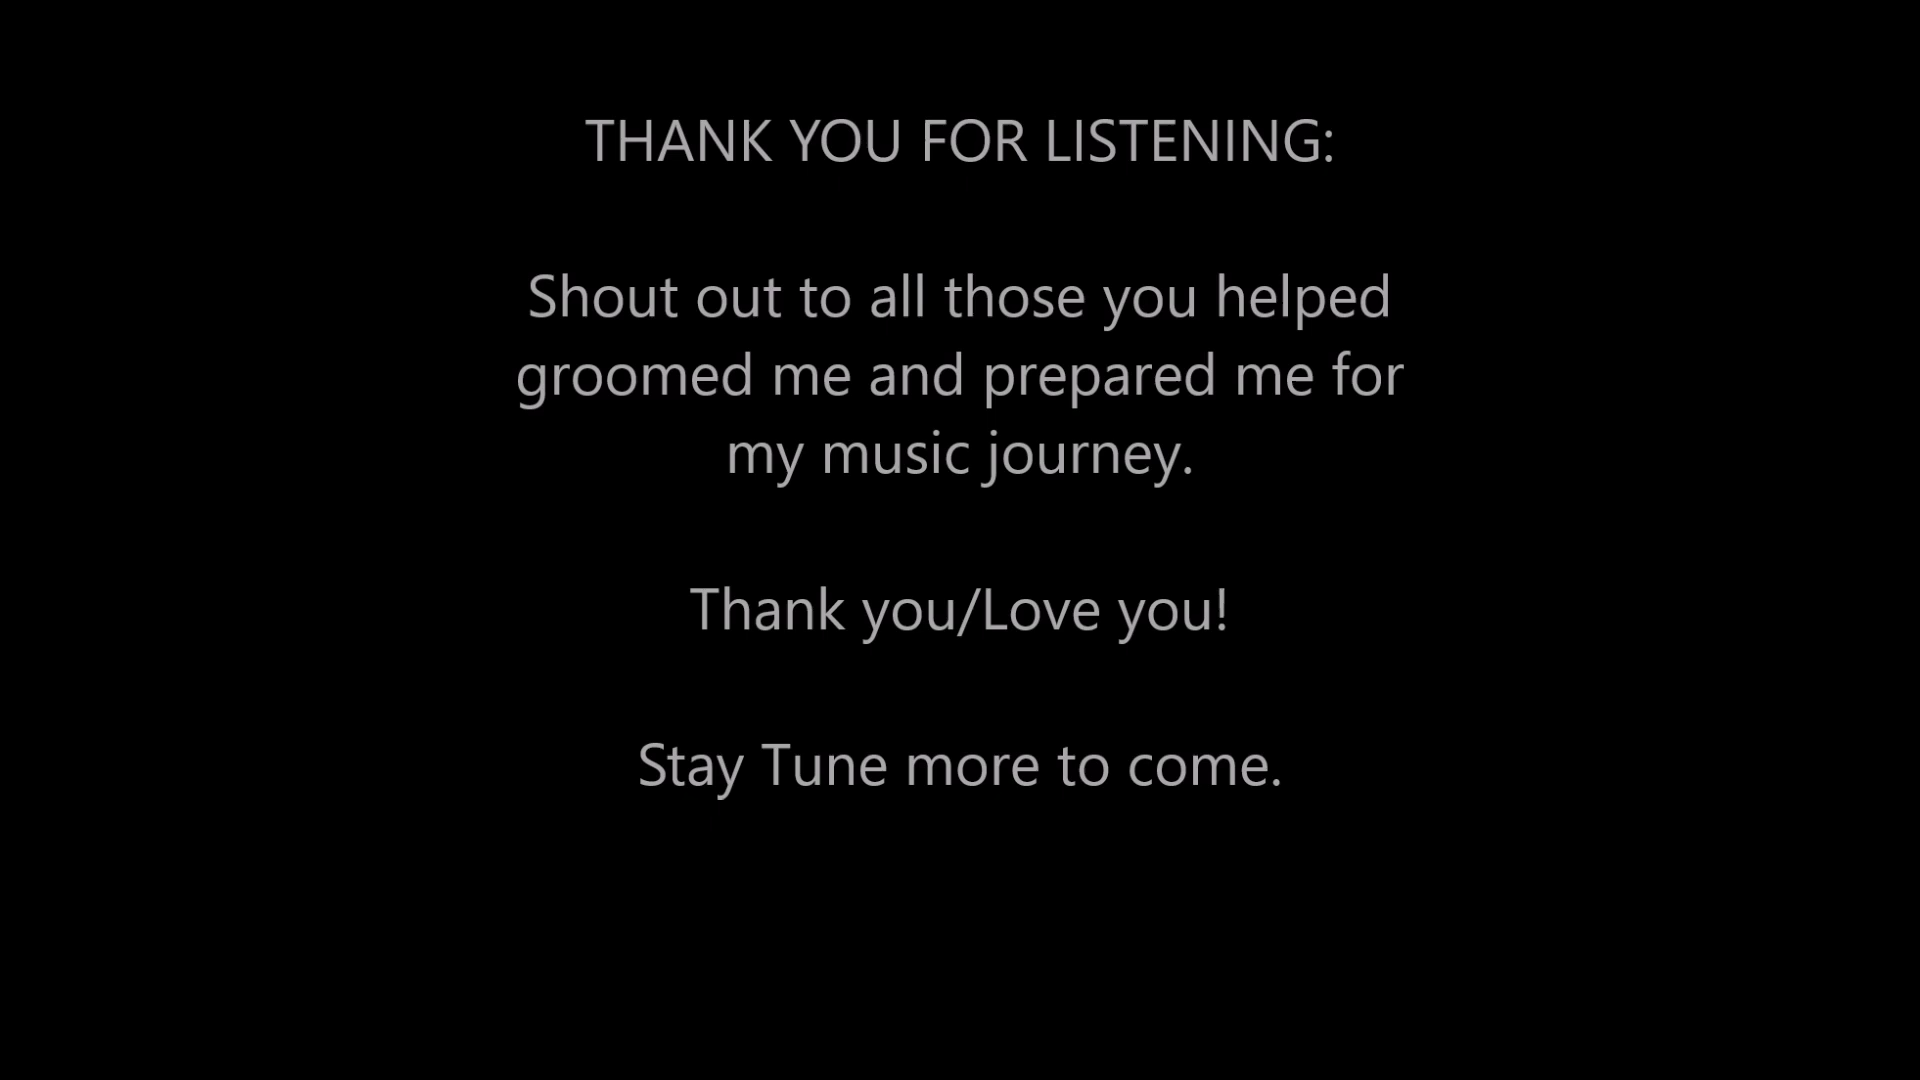 THANK YOU FOR LISTENING:
Shout out to all those you helped
groomed me and prepared me for
my music journey.
Thank you/Love you!
Stay Tune more to come.